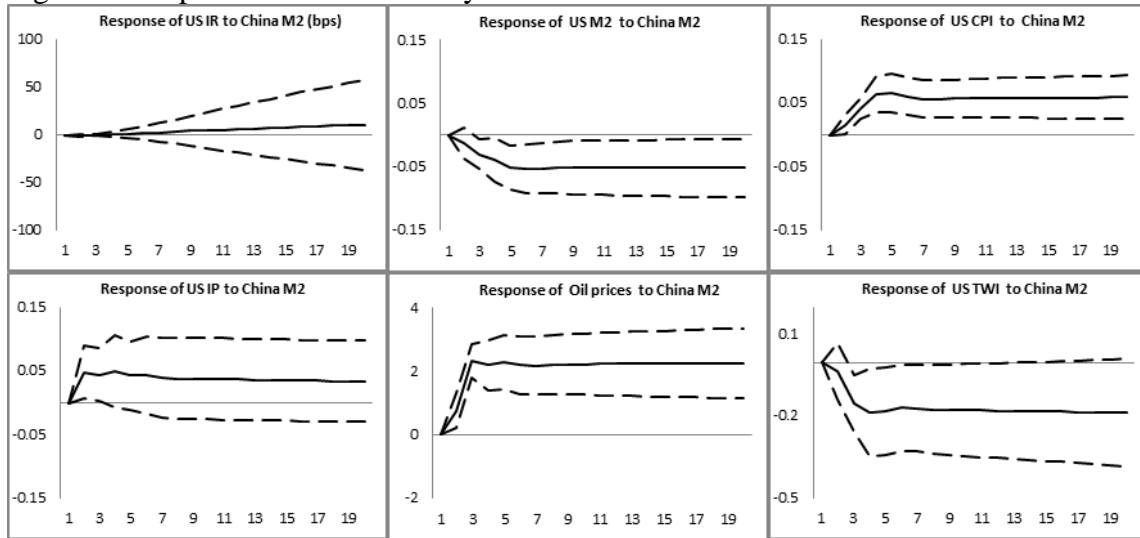 Response of US IR to China M2 (bps)
100
50
0
-50
-100
1 3 5 7 9 11 13 15 17 19
Response of US M2 to China M2
0.15
0.05
-0.05
-0.15
1 3 5 7 9 11 13 15 17 19
Response of US CPI to China M2
0.15
0.05
-0.05
-0.15
1 3 5 7 9 11 13 15 17 19
Response of US IP to China M2
0.15
0.05
-0.05
-0.15
1 3 5 7 9 11 13 15 17 19
Response of Oil prices to China M2
4
2
0
-2
1 3 5 7 9 11 13 15 17 19
Response of US TWI to China M2
0.1
-0.2
-0.5
1 3 5 7 9 11 13 15 17 19